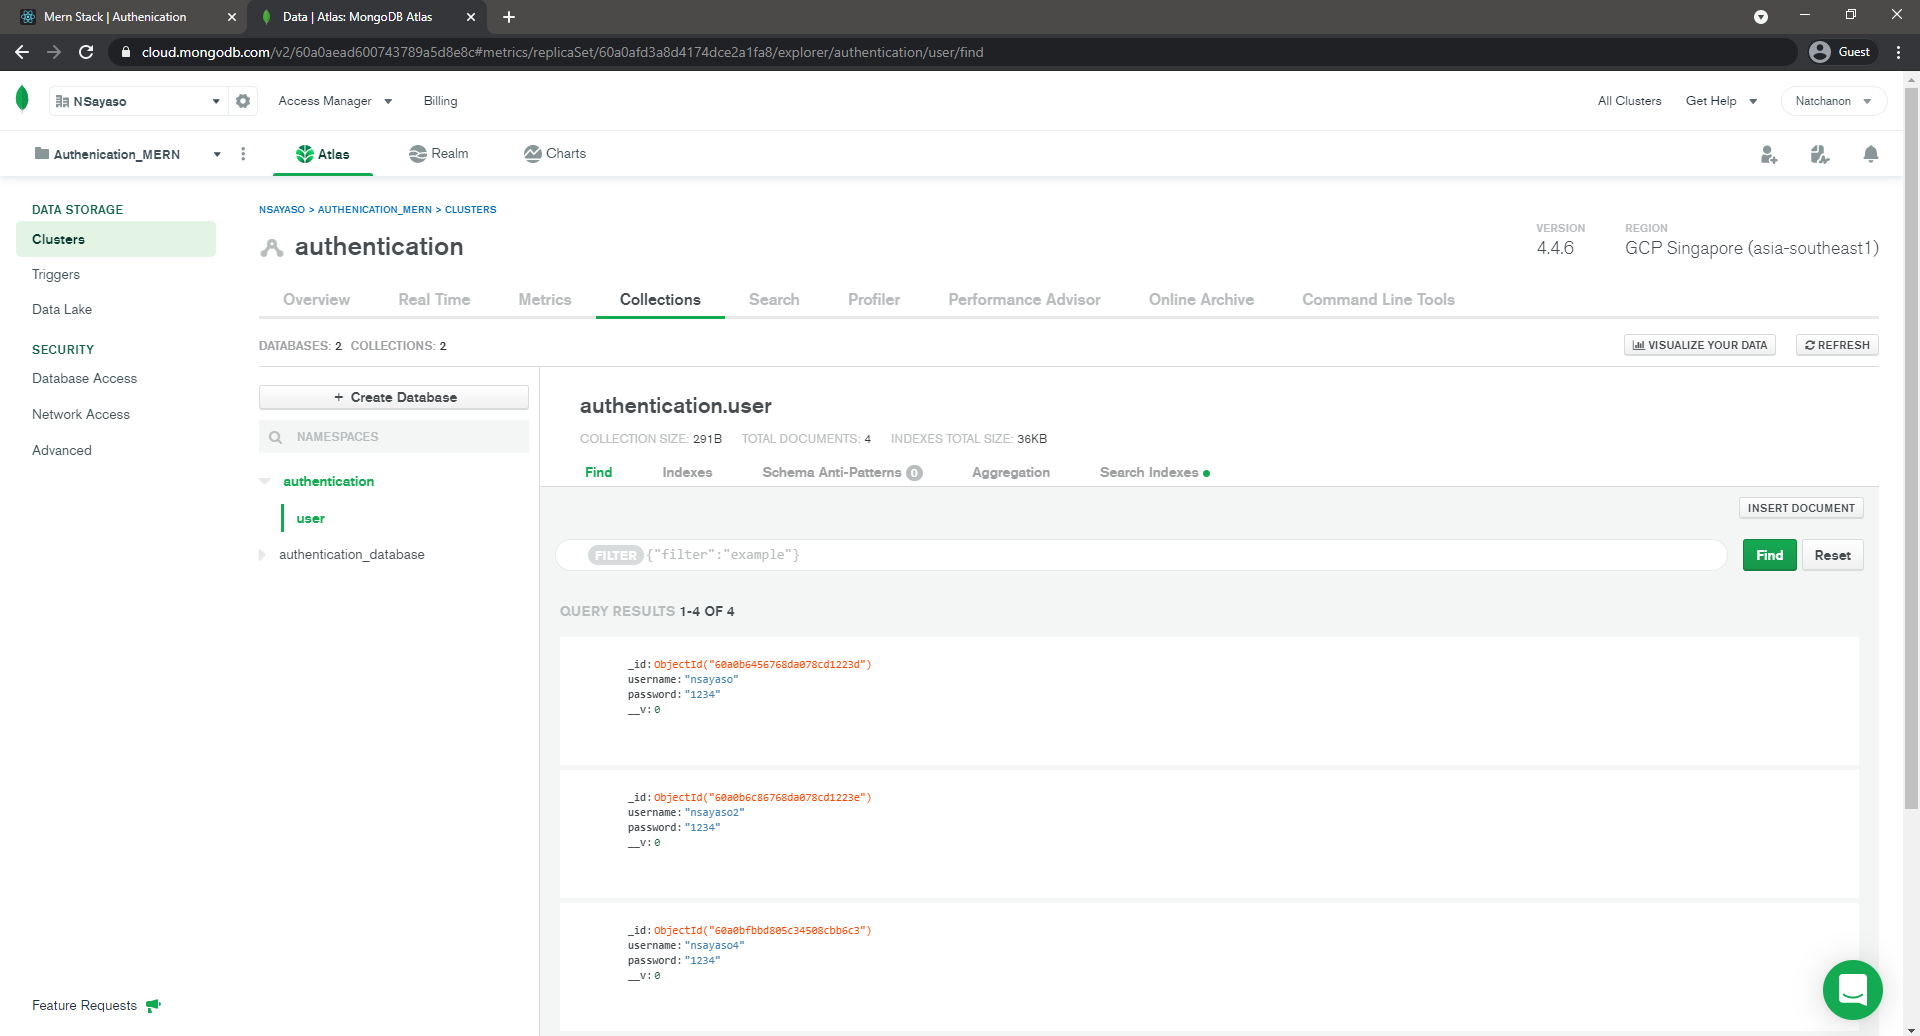 Mern Stack | Authenication
Data | Atlas: MongoDB Atlas
cloud.mongodb.com/v2/60a0aead600743789a5d8e8c#metrics/replicaSet/60a0afd3a8d4174dce2a1fa8/explorer/authentication/user/find
Guest
NSayaso
Access Manager
Billing
All Clusters
Get Help
Natchanon
Authenication_MERN
Atlas
Realm
Charts
DATA STORAGE
Clusters
Triggers
Data Lake
SECURITY
Database Access
Network Access
Advanced
Feature Requests
NSAYASO > AUTHENICATION_MERN > CLUSTERS
authentication
VERSION
4.4.6
REGION
GCP Singapore (asia-southeast1)
Overview
Real Time
Metrics
Collections
Search
Profiler
Performance Advisor
Online Archive
Command Line Tools
DATABASES: 2 COLLECTIONS: 2
VISUALIZE YOUR DATA
REFRESH
+ Create Database
NAMESPACES
authentication
user
authentication_database
authentication.user
COLLECTION SIZE: 291B TOTAL DOCUMENTS: 4 INDEXES TOTAL SIZE: 36KB
Find
Indexes
Schema Anti-Patterns 0
Aggregation
Search Indexes
INSERT DOCUMENT
FILTER {"filter":"example"}
Find
Reset
QUERY RESULTS 1-4 OF 4
_id:ObjectId("60a0b6456768da078cd1223d")
username:"nsayaso"
password:"1234"
__v:0
_id:ObjectId("60a0b6c86768da078cd1223e")
username:"nsayaso2"
password:"1234"
__v:0
_id:ObjectId("60a0bfbbd805c34508cbb6c3")
username:"nsayaso4"
password:"1234"
__v:0